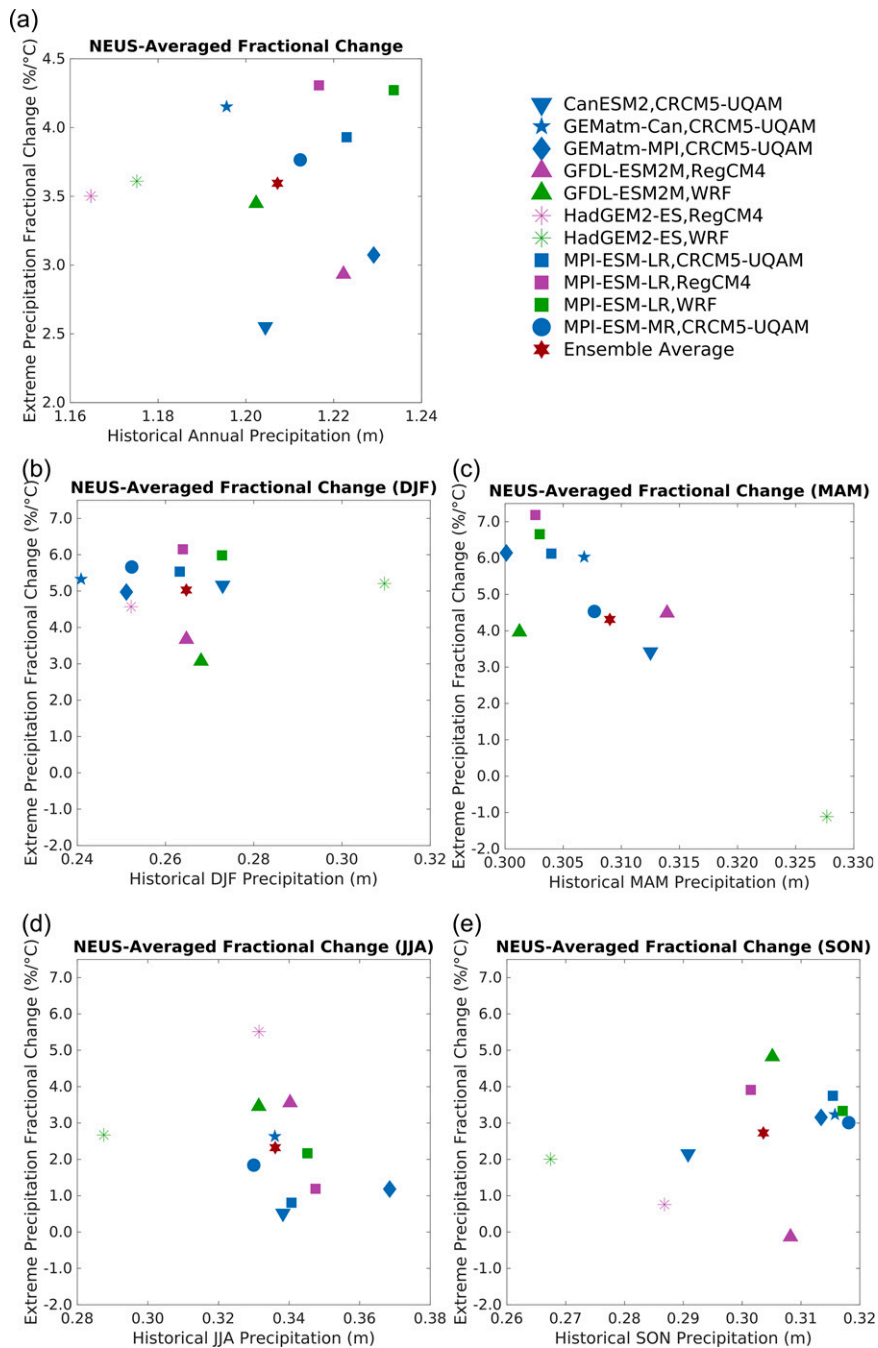 (a)
NEUS-Averaged Fractional Change
Extreme Precipitation Fractional Change (%/°C)
4.5
4.0
3.5
3.0
2.5
2.0
1.16
1.18
1.20
1.22
1.24
Historical Annual Precipitation (m)
CanESM2,CRCM5-UQAM
GEMatm-Can,CRCM5-UQAM
GEMatm-MPI,CRCM5-UQAM
GFDL-ESM2M,RegCM4
GFDL-ESM2M,WRF
HadGEM2-ES,RegCM4
HadGEM2-ES,WRF
MPI-ESM-LR,CRCM5-UQAM
MPI-ESM-LR,RegCM4
MPI-ESM-LR,WRF
MPI-ESM-MR,CRCM5-UQAM
Ensemble Average
(b)
NEUS-Averaged Fractional Change (DJF)
Extreme Precipitation Fractional Change (%/°C)
7.0
6.0
5.0
4.0
3.0
2.0
1.0
0.0
-1.0
-2.0
0.24
0.26
0.28
0.30
0.32
Historical DJF Precipitation (m)
(c)
NEUS-Averaged Fractional Change (MAM)
Extreme Precipitation Fractional Change (%/°C)
7.0
6.0
5.0
4.0
3.0
2.0
1.0
0.0
-1.0
-2.0
0.300
0.305
0.310
0.315
0.320
0.325
0.330
Historical MAM Precipitation (m)
(d)
NEUS-Averaged Fractional Change (JJA)
Extreme Precipitation Fractional Change (%/°C)
7.0
6.0
5.0
4.0
3.0
2.0
1.0
0.0
-1.0
-2.0
0.28
0.30
0.32
0.34
0.36
0.38
Historical JJA Precipitation (m)
(e)
NEUS-Averaged Fractional Change (SON)
Extreme Precipitation Fractional Change (%/°C)
7.0
6.0
5.0
4.0
3.0
2.0
1.0
0.0
-1.0
-2.0
0.26
0.27
0.28
0.29
0.30
0.31
0.32
Historical SON Precipitation (m)